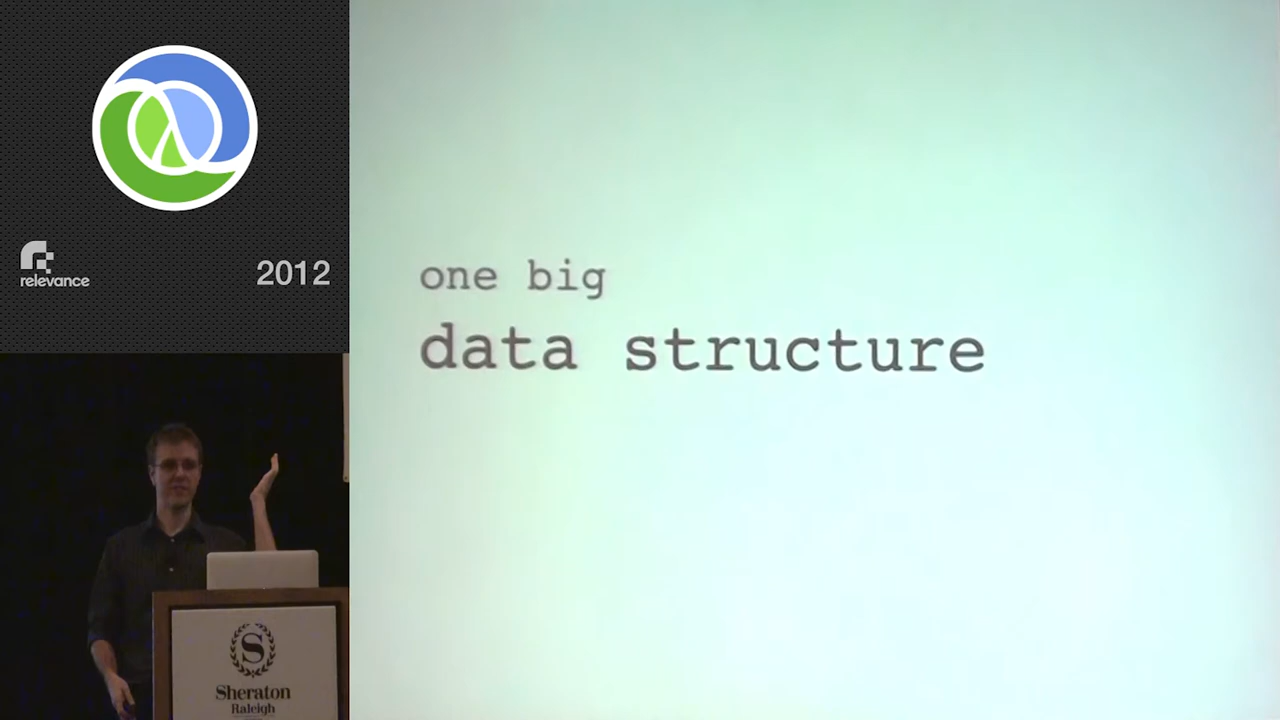 relevance
2012
one big
data structure
S
Sheraton
Raleigh